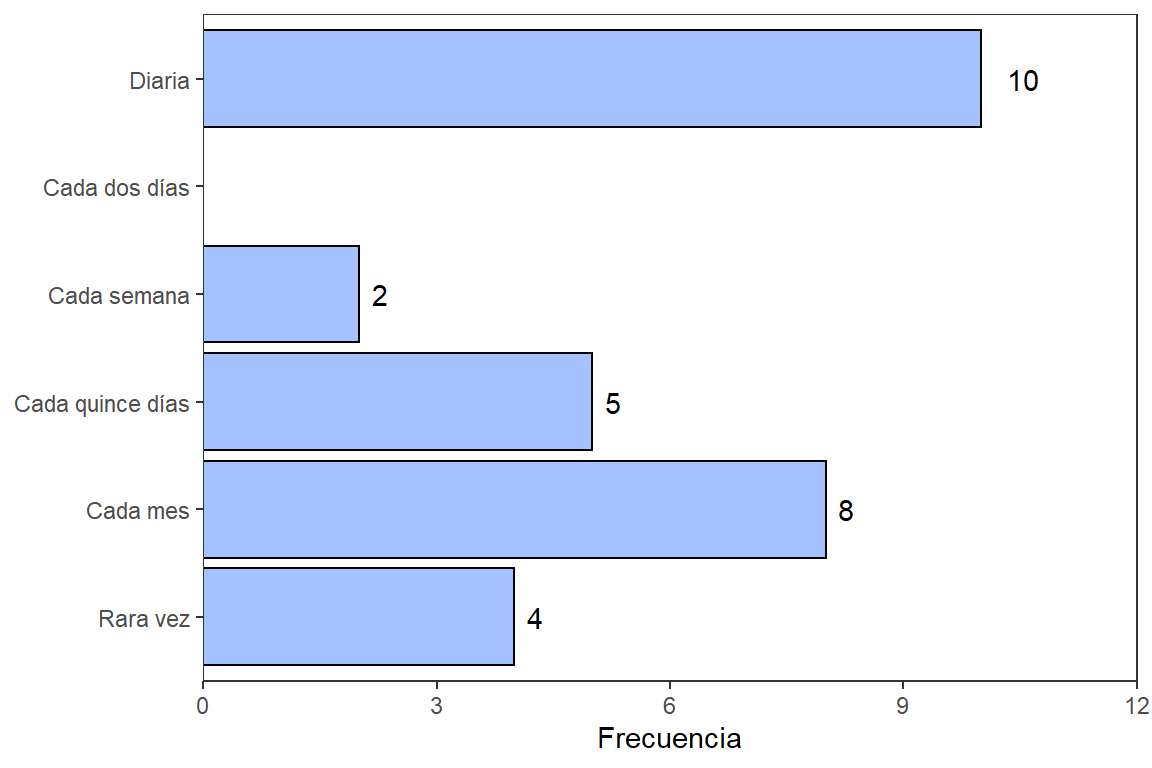 Diaria 10
Cada dos días
Cada semana 2
Cada quince días 5
Cada mes 8
Rara vez 4
0 3 6 9 12
Frecuencia